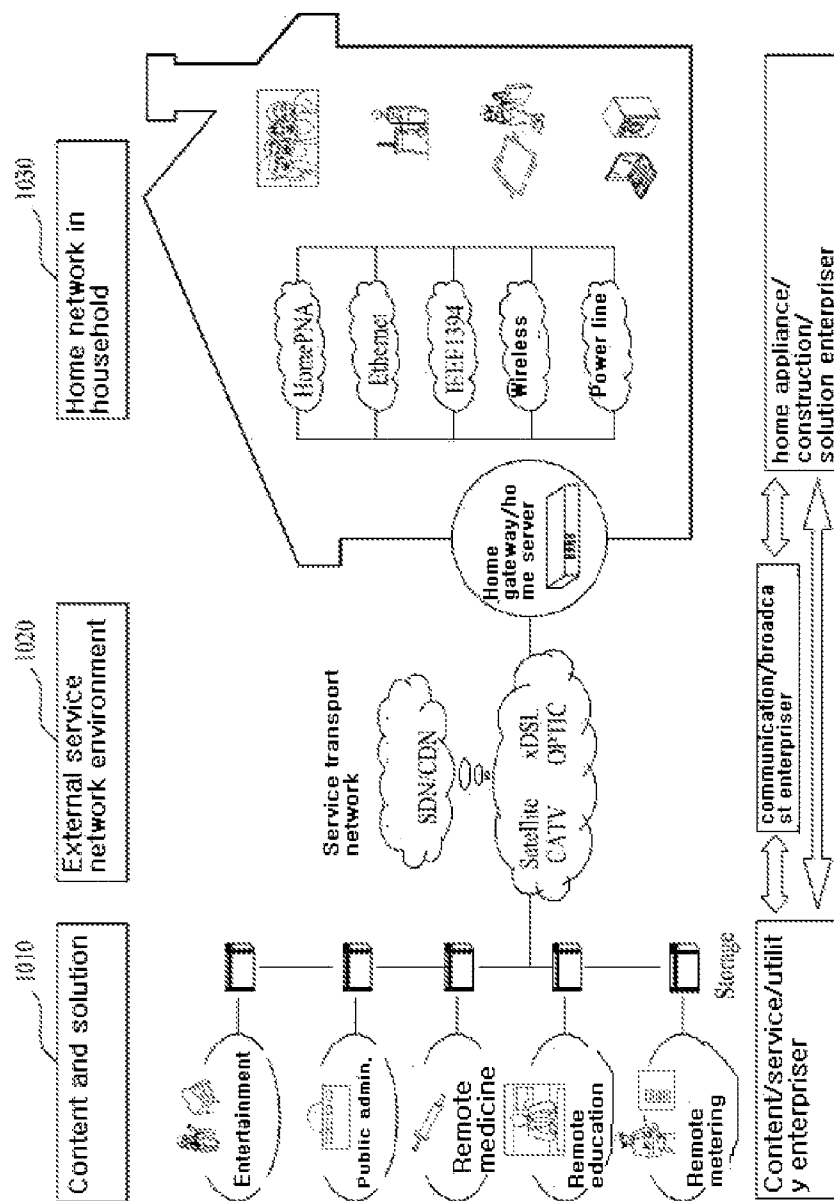 1010
1020
1030
Content and solution
External service
network environment
Home network in
household
Entertainment
Public admin.
Remote
medicine
Remote
education
Remote
metering
Storage
Service transport
network
SDN/CDN
Satellite xDSL
CATV OPTIC
Home
gateway/ho
me server
HomePNA
Ethernet
IEEE1394
Wireless
Power line
Content/service/utilit
y enterpriser
communication/broadca
st enterpriser
home appliance/
construction/
solution enterpriser